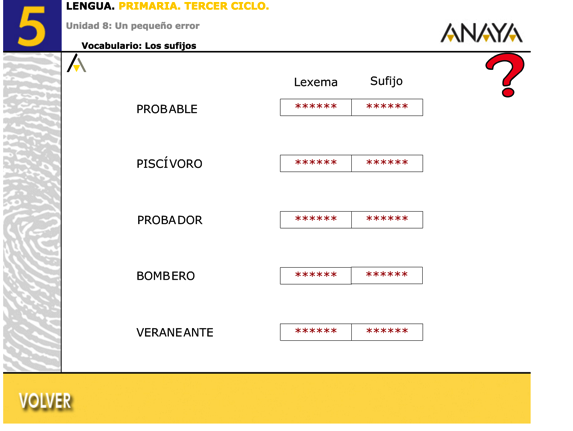 5
LENGUA. PRIMARIA. TERCER CICLO.
Unidad 8: Un pequeño error
Vocabulario: Los sufijos
ANAYA
?
Lexema Sufijo
PROBABLE ****** ******
PISCÍVORO ****** ******
PROBADOR ****** ******
BOMBERO ****** ******
VERANEANTE ****** ******
VOLVER